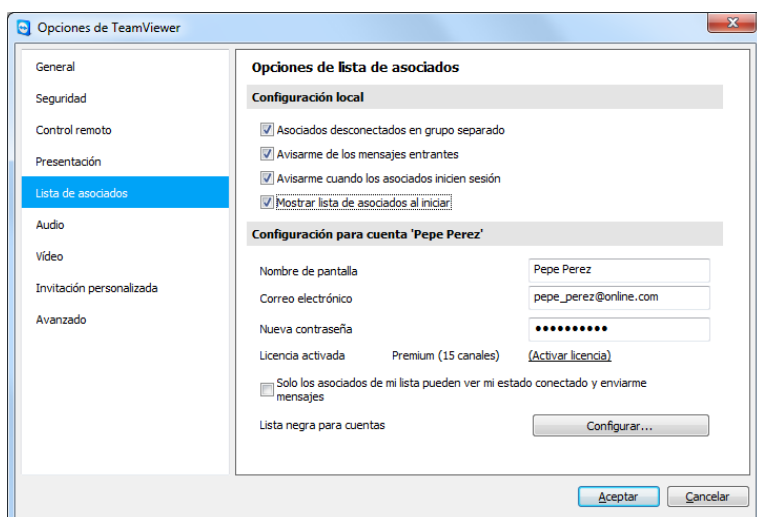 Opciones de TeamViewer
General
Seguridad
Control remoto
Presentación
Lista de asociados
Audio
Vídeo
Invitación personalizada
Avanzado
Opciones de lista de asociados
Configuración local
Asociados desconectados en grupo separado
Avisarme de los mensajes entrantes
Avisarme cuando los asociados inicien sesión
Mostrar lista de asociados al iniciar
Configuración para cuenta 'Pepe Perez'
Nombre de pantalla Pepe Perez
Correo electrónico pepe_perez@online.com
Nueva contraseña ••••••••••
Licencia activada Premium (15 canales) (Activar licencia)
Solo los asociados de mi lista pueden ver mi estado conectado y enviarme
mensajes
Lista negra para cuentas Configurar...
Aceptar Cancelar